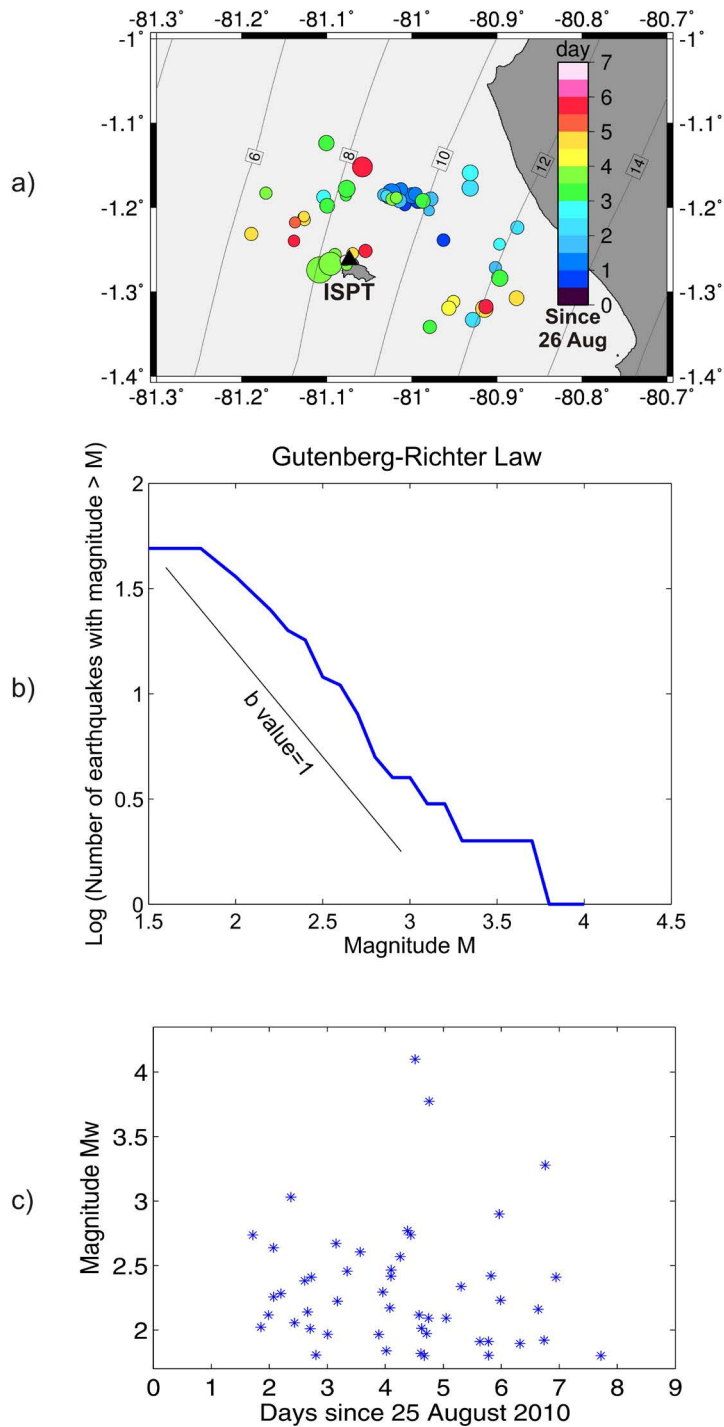 a)
-81.3˚ -81.2˚ -81.1˚ -81˚ -80.9˚ -80.8˚ -80.7˚
-1˚ -1˚
-1.1˚ -1.1˚
-1.2˚ -1.2˚
-1.3˚ -1.3˚
-1.4˚ -1.4˚
6 8 10 12 14
day
7
6
5
4
3
2
1
0
Since
26 Aug
ISPT
-81.3˚ -81.2˚ -81.1˚ -81˚ -80.9˚ -80.8˚ -80.7˚
b)
Gutenberg-Richter Law
Log (Number of earthquakes with magnitude > M)
2
1.5
1
0.5
0
b value=1
1.5 2 2.5 3 3.5 4 4.5
Magnitude M
c)
Magnitude Mw
4
3.5
3
2.5
2
0 1 2 3 4 5 6 7 8 9
Days since 25 August 2010